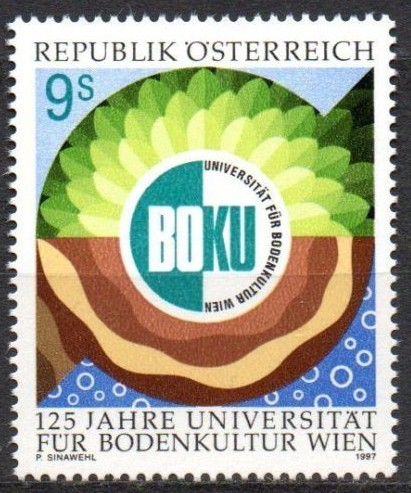 REPUBLIK ÖSTERREICH
9S
UNIVERSITÄT FÜR BODENKULTUR WIEN
BOKU
125 JAHRE UNIVERSITÄT
FÜR BODENKULTUR WIEN
P. SINAWEHL 1997